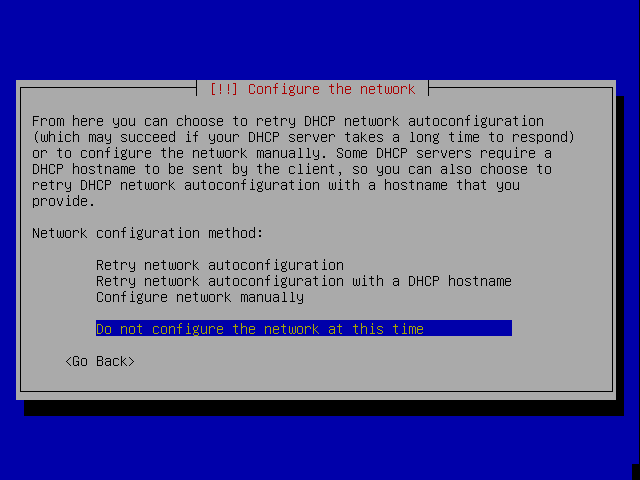 [!!] Configure the network
From here you can choose to retry DHCP network autoconfiguration
(which may succeed if your DHCP server takes a long time to respond)
or to configure the network manually. Some DHCP servers require a
DHCP hostname to be sent by the client, so you can also choose to
retry DHCP network autoconfiguration with a hostname that you
provide.
Network configuration method:
Retry network autoconfiguration
Retry network autoconfiguration with a DHCP hostname
Configure network manually
Do not configure the network at this time
<Go Back>